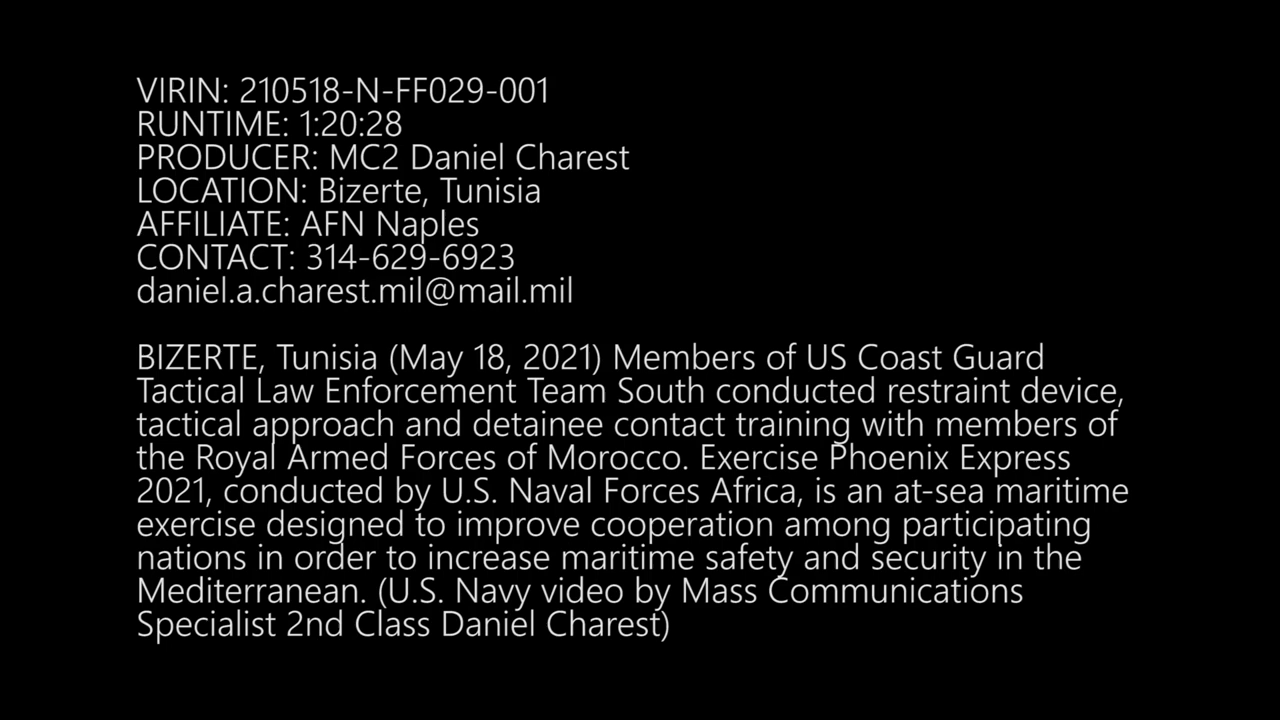 VIRIN: 210518-N-FF029-001
RUNTIME: 1:20:28
PRODUCER: MC2 Daniel Charest
LOCATION: Bizerte, Tunisia
AFFILIATE: AFN Naples
CONTACT: 314-629-6923
daniel.a.charest.mil@mail.mil
BIZERTE, Tunisia (May 18, 2021) Members of US Coast Guard
Tactical Law Enforcement Team South conducted restraint device,
tactical approach and detainee contact training with members of
the Royal Armed Forces of Morocco. Exercise Phoenix Express
2021, conducted by U.S. Naval Forces Africa, is an at-sea maritime
exercise designed to improve cooperation among participating
nations in order to increase maritime safety and security in the
Mediterranean. (U.S. Navy video by Mass Communications
Specialist 2nd Class Daniel Charest)